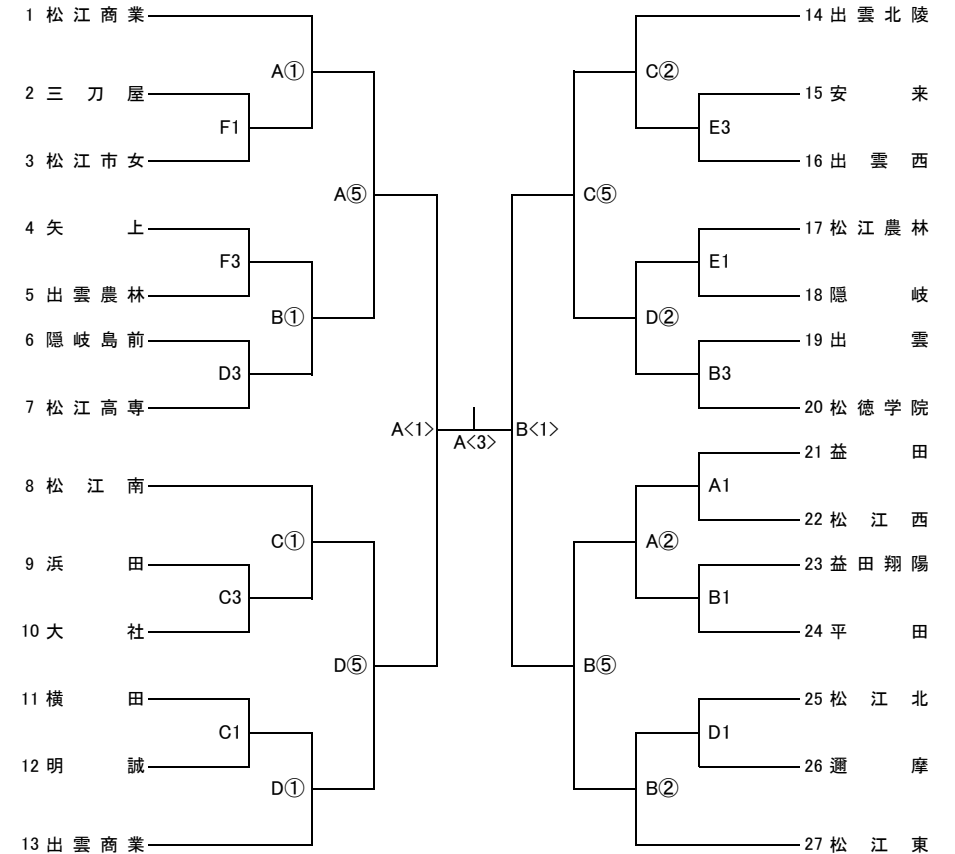 1 松江商業
A①
2 三刀屋
F1
3 松江市女
A⑤
4 矢上
F3
5 出雲農林
B①
6 隠岐島前
D3
7 松江高専
A<1>
8 松江南
C①
9 浜田
C3
10 大社
D⑤
11 横田
C1
12 明誠
D①
13 出雲商業
A<3>
14 出雲北陵
C②
15 安来
E3
16 出雲西
C⑤
17 松江農林
E1
18 隠岐
D②
19 出雲
B3
20 松徳学院
B<1>
21 益田
A1
22 松江西
A②
23 益田翔陽
B1
24 平田
B⑤
25 松江北
D1
26 邇摩
B②
27 松江東